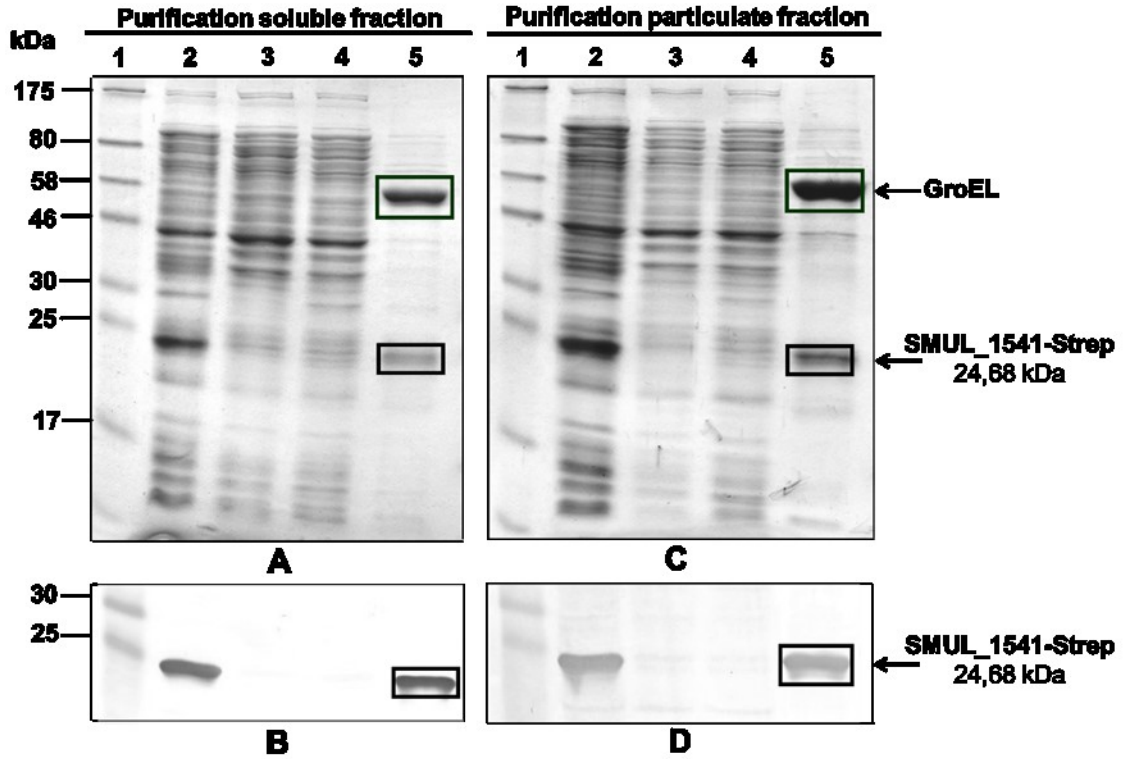 Purification soluble fraction
Purification particulate fraction
kDa
1 2 3 4 5
1 2 3 4 5
175
80
58
46
30
25
17
GroEL
SMUL_1541-Strep
24,68 kDa
A
C
30
25
SMUL_1541-Strep
24,68 kDa
B
D